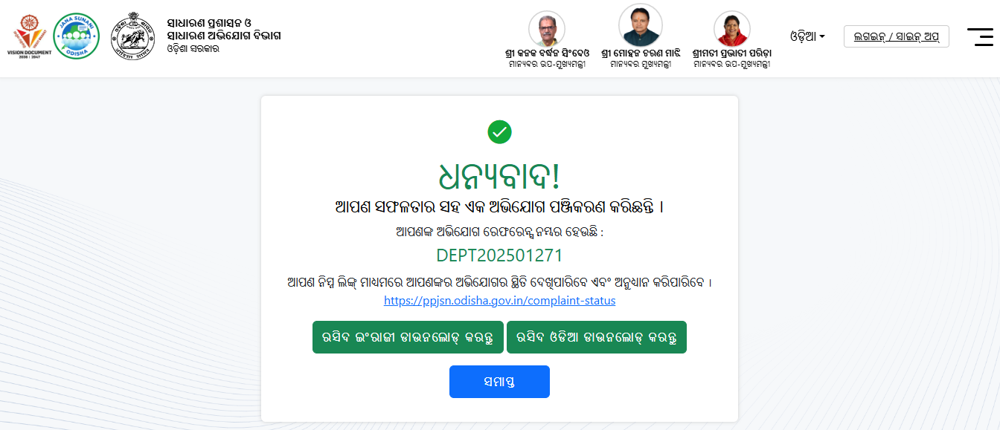 VISION DOCUMENT
2036 | 2047
JANA SUNANI
ODISHA
ସାଧାରଣ ପ୍ରଶାସନ ଓ
ସାଧାରଣ ଅଭିଯୋଗ ବିଭାଗ
ଓଡ଼ିଶା ସରକାର
ଶ୍ରୀ କନକ ବର୍ଦ୍ଧନ ସିଂଦେଓ
ମାନ୍ୟବର ଉପ-ମୁଖ୍ୟମନ୍ତ୍ରୀ
ଶ୍ରୀ ମୋହନ ଚରଣ ମାଝି
ମାନ୍ୟବର ମୁଖ୍ୟମନ୍ତ୍ରୀ
ଶ୍ରୀମତୀ ପ୍ରଭାତୀ ପରିଡ଼ା
ମାନ୍ୟବର ଉପ-ମୁଖ୍ୟମନ୍ତ୍ରୀ
ଓଡ଼ିଆ
ଲଗଇନ୍ / ସାଇନ୍ ଅପ୍
ଧନ୍ୟବାଦ!
ଆପଣ ସଫଳତାର ସହ ଏକ ଅଭିଯୋଗ ପଞ୍ଜିକରଣ କରିଛନ୍ତି ।
ଆପଣଙ୍କ ଅଭିଯୋଗ ରେଫରେନ୍ସ ନମ୍ବର ହେଉଛି :
DEPT202501271
ଆପଣ ନିମ୍ନ ଲିଙ୍କ୍ ମାଧ୍ୟମରେ ଆପଣଙ୍କର ଅଭିଯୋଗର ସ୍ଥିତି ଦେଖିପାରିବେ ଏବଂ ଅନୁଧ୍ୟାନ କରିପାରିବେ ।
https://ppjsn.odisha.gov.in/complaint-status
ରସିଦ ଇଂରାଜୀ ଡାଉନଲୋଡ୍ କରନ୍ତୁ
ରସିଦ ଓଡିଆ ଡାଉନଲୋଡ୍ କରନ୍ତୁ
ସମାପ୍ତ